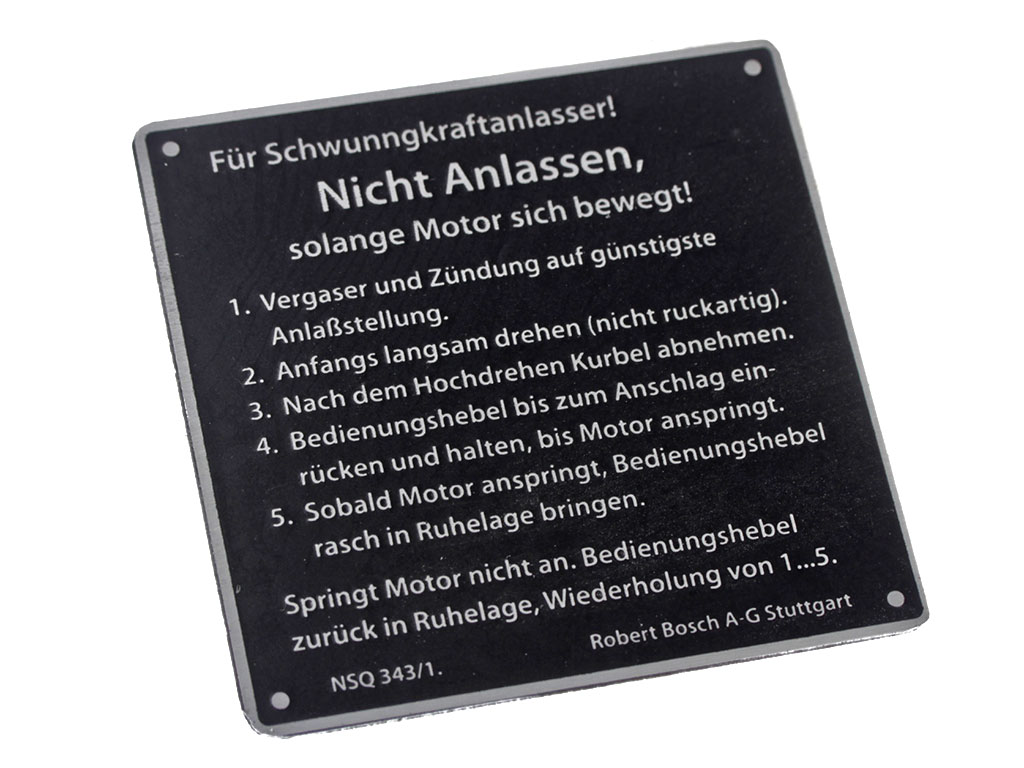 Für Schwunngkraftanlasser!
Nicht Anlassen,
solange Motor sich bewegt!
1. Vergaser und Zündung auf günstigste
Anlaßstellung.
2. Anfangs langsam drehen (nicht ruckartig).
3. Nach dem Hochdrehen Kurbel abnehmen.
4. Bedienungshebel bis zum Anschlag ein-
rücken und halten, bis Motor anspringt.
5. Sobald Motor anspringt, Bedienungshebel
rasch in Ruhelage bringen.
Springt Motor nicht an. Bedienungshebel
zurück in Ruhelage, Wiederholung von 1...5.
Robert Bosch A-G Stuttgart
NSQ 343/1.